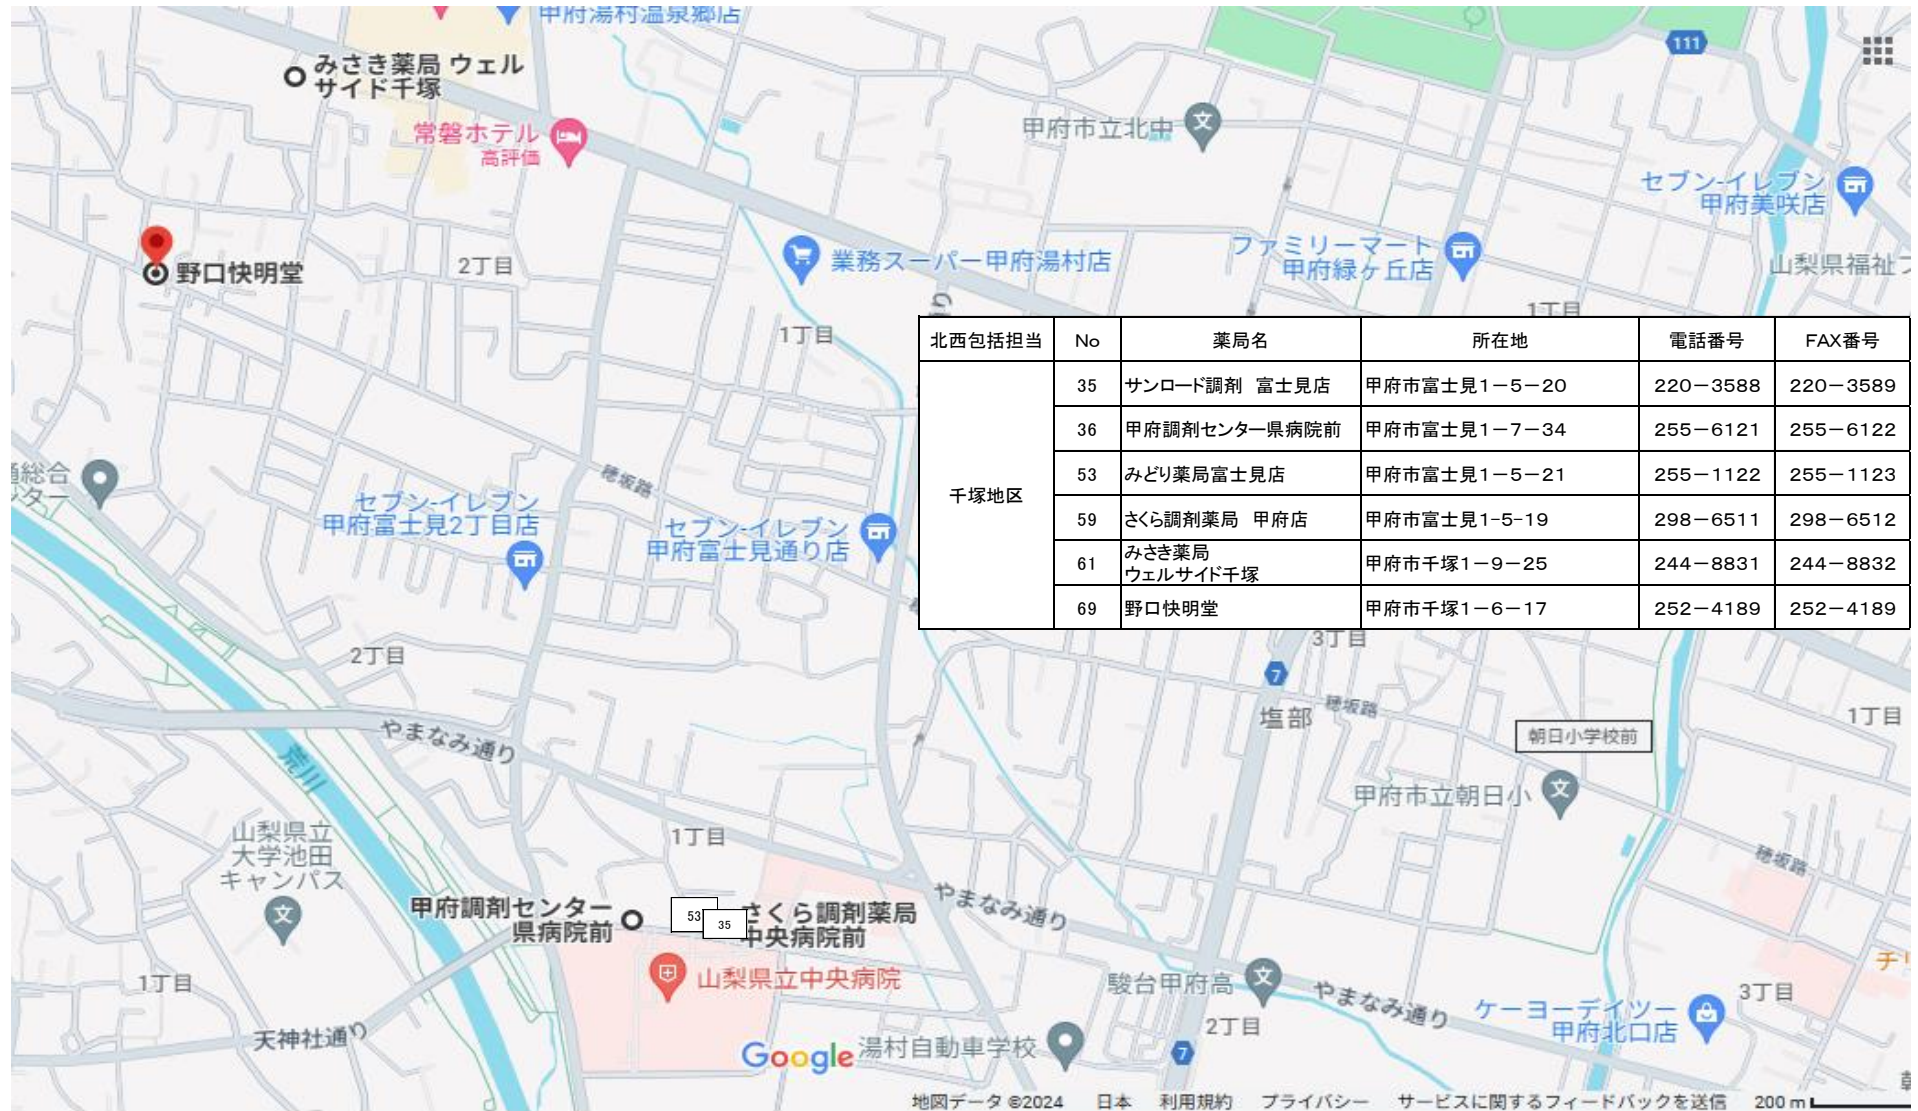 甲府湯村温泉郷店
みさき薬局 ウェル
サイド千塚
111
常磐ホテル
高評価
甲府市立北中
セブン-イレブン
甲府美咲店
野口快明堂
2丁目
業務スーパー甲府湯村店
ファミリーマート
甲府緑ヶ丘店
山梨県福祉プ
1丁目
1丁目
北西包括担当 No 薬局名 所在地 電話番号 FAX番号
千塚地区
35 サンロード調剤 富士見店 甲府市富士見1-5-20 220-3588 220-3589
36 甲府調剤センター県病院前 甲府市富士見1-7-34 255-6121 255-6122
53 みどり薬局富士見店 甲府市富士見1-5-21 255-1122 255-1123
59 さくら調剤薬局 甲府店 甲府市富士見1-5-19 298-6511 298-6512
61 みさき薬局
ウェルサイド千塚 甲府市千塚1-9-25 244-8831 244-8832
69 野口快明堂 甲府市千塚1-6-17 252-4189 252-4189
総合
ター
穂坂路
セブン-イレブン
甲府富士見2丁目店
セブン-イレブン
甲府富士見通り店
2丁目
3丁目
7
塩部
穂坂路
1丁目
朝日小学校前
やまなみ通り
荒川
甲府市立朝日小
山梨県立
大学池田
キャンパス
1丁目
穂坂路
甲府調剤センター
県病院前
53
35
さくら調剤薬局
中央病院前
やまなみ通り
山梨県立中央病院
1丁目
駿台甲府高
やまなみ通り
チリ
3丁目
ケーヨーデイツー
甲府北口店
天神社通り
2丁目
Google
湯村自動車学校
7
地図データ ©2024 日本 利用規約 プライバシー サービスに関するフィードバックを送信 200 m